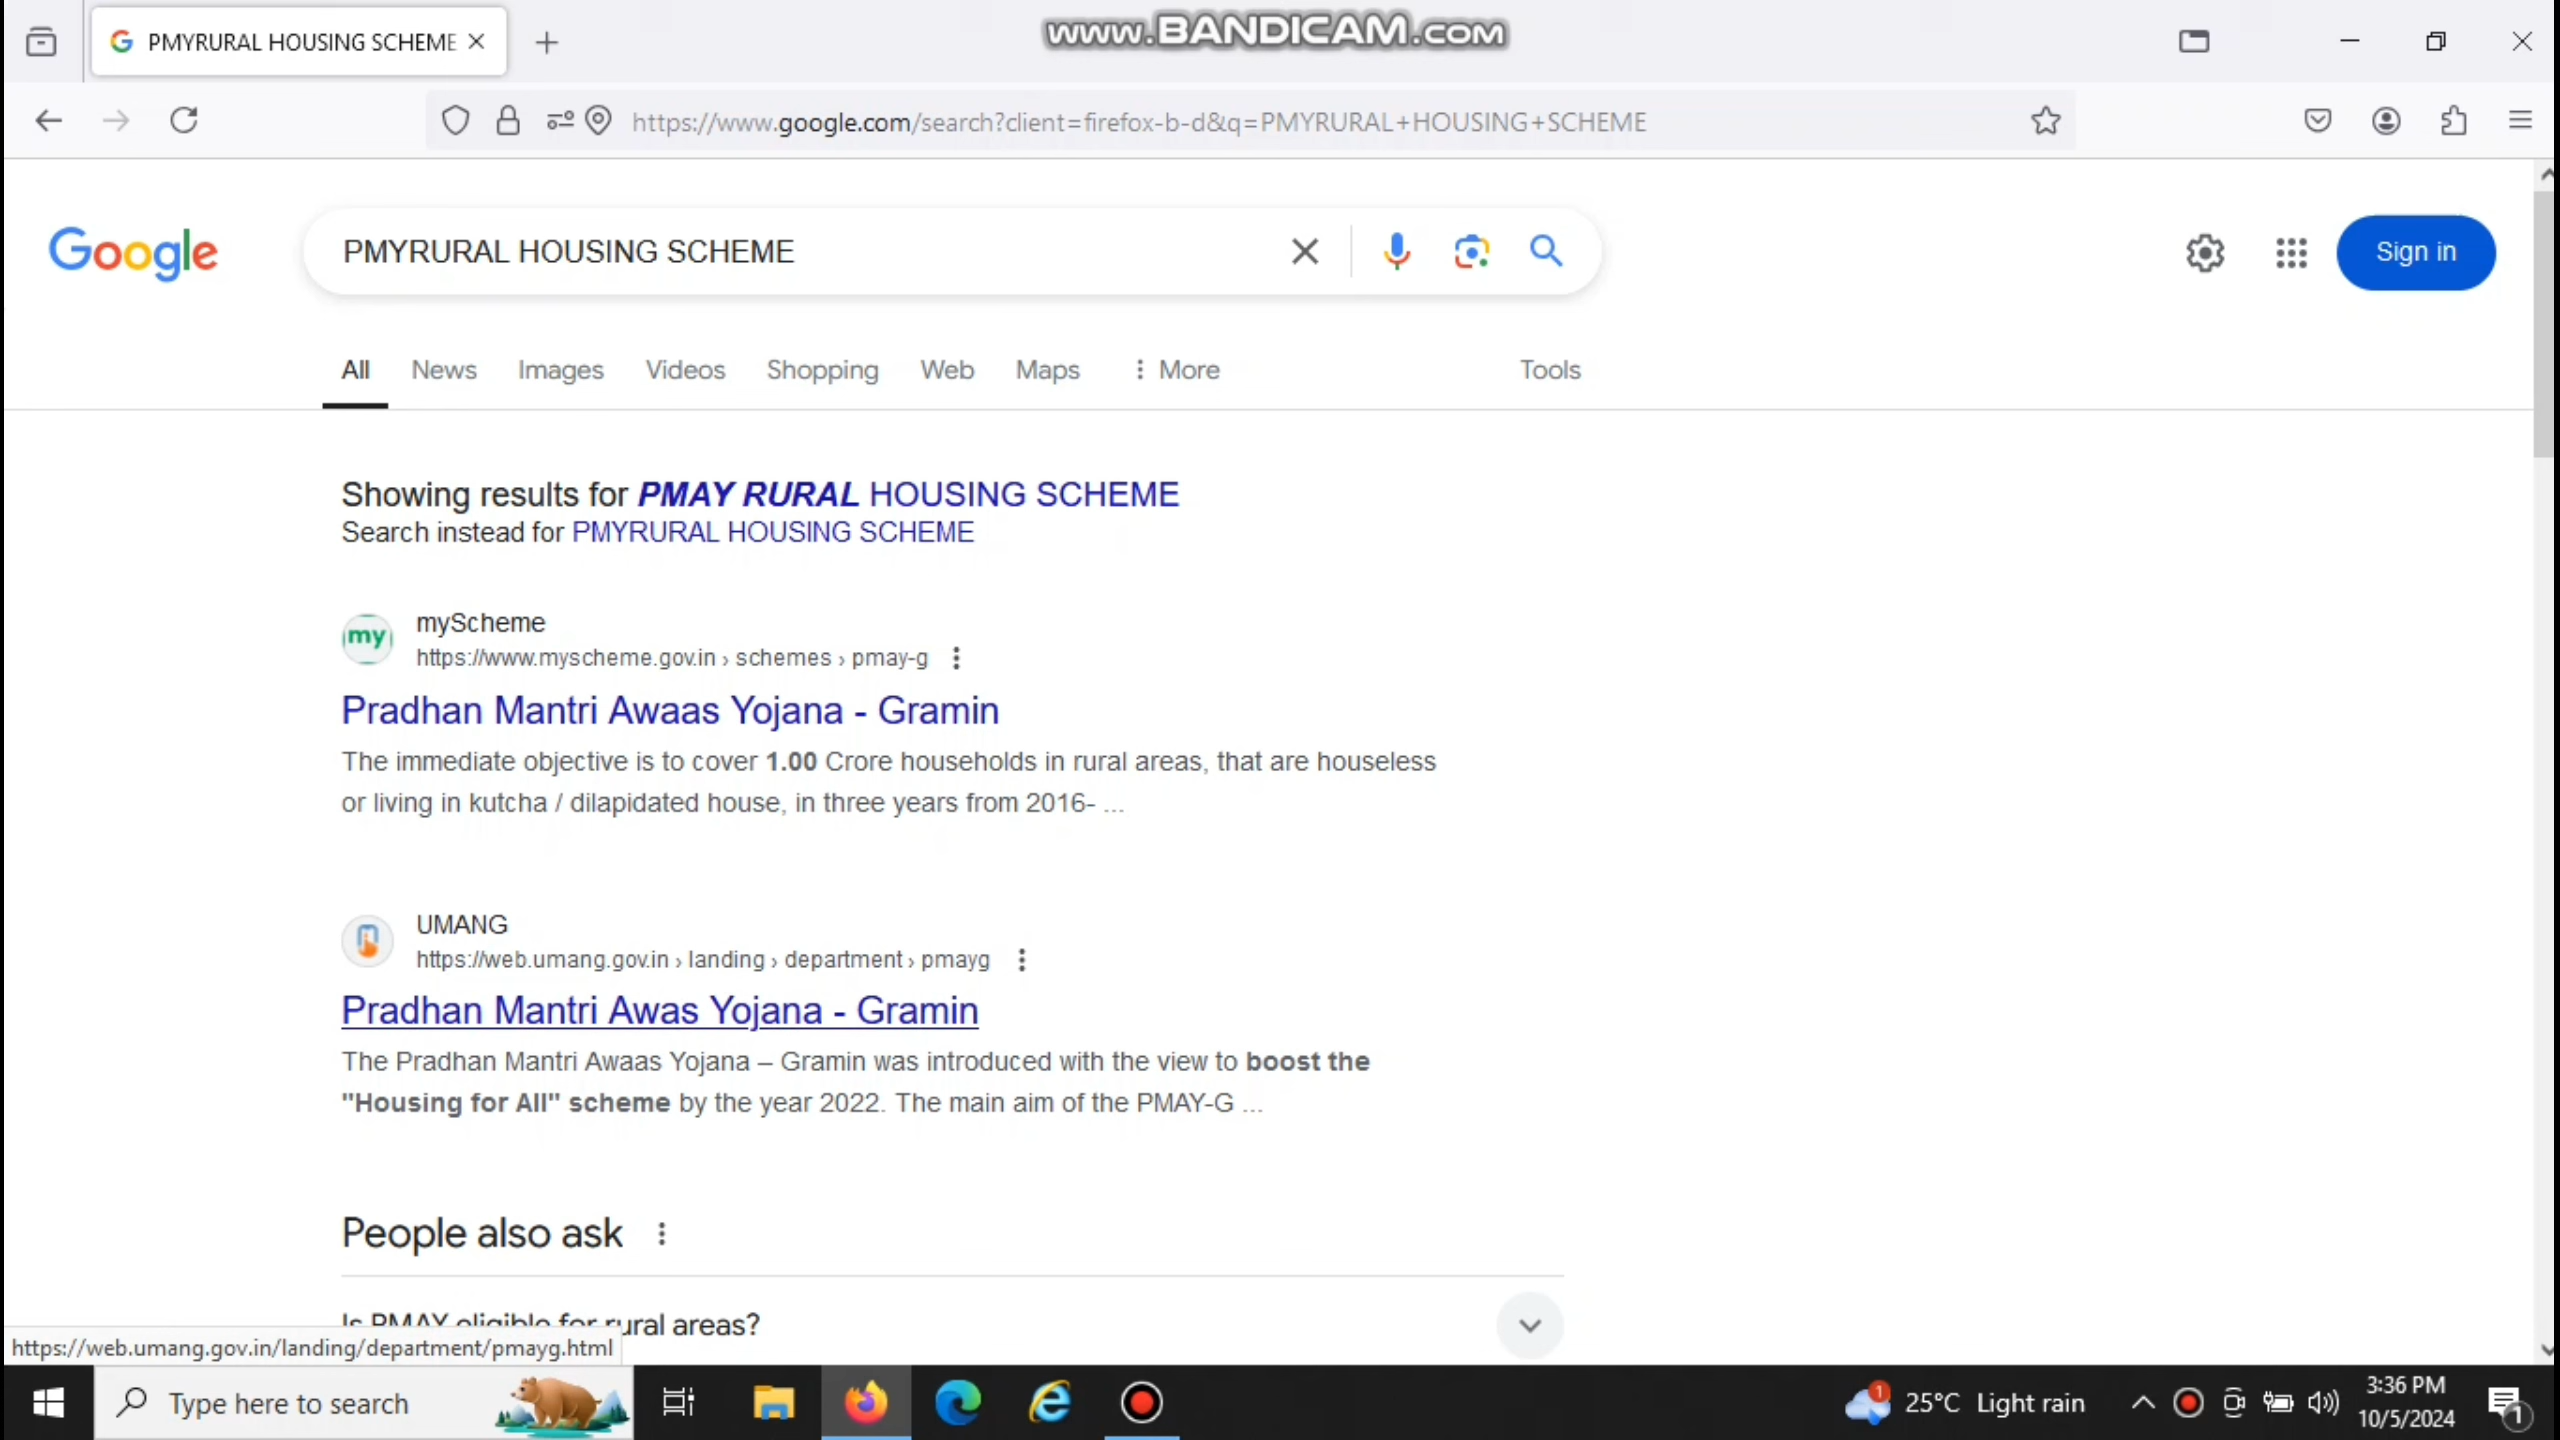 PMYRURAL HOUSING SCHEME
www.BANDICAM.com
https://www.google.com/search?client=firefox-b-d&q=PMYRURAL+HOUSING+SCHEME
Google
PMYRURAL HOUSING SCHEME
Sign in
All News Images Videos Shopping Web Maps More Tools
Showing results for PMAY RURAL HOUSING SCHEME
Search instead for PMYRURAL HOUSING SCHEME
my
myScheme
https://www.myscheme.gov.in › schemes › pmay-g
Pradhan Mantri Awaas Yojana - Gramin
The immediate objective is to cover 1.00 Crore households in rural areas, that are houseless
or living in kutcha / dilapidated house, in three years from 2016- ...
UMANG
https://web.umang.gov.in › landing › department › pmayg
Pradhan Mantri Awas Yojana - Gramin
The Pradhan Mantri Awaas Yojana – Gramin was introduced with the view to boost the
"Housing for All" scheme by the year 2022. The main aim of the PMAY-G ...
People also ask
Is PMAY eligible for rural areas?
https://web.umang.gov.in/landing/department/pmayg.html
Type here to search
1
25°C Light rain
3:36 PM
10/5/2024
1